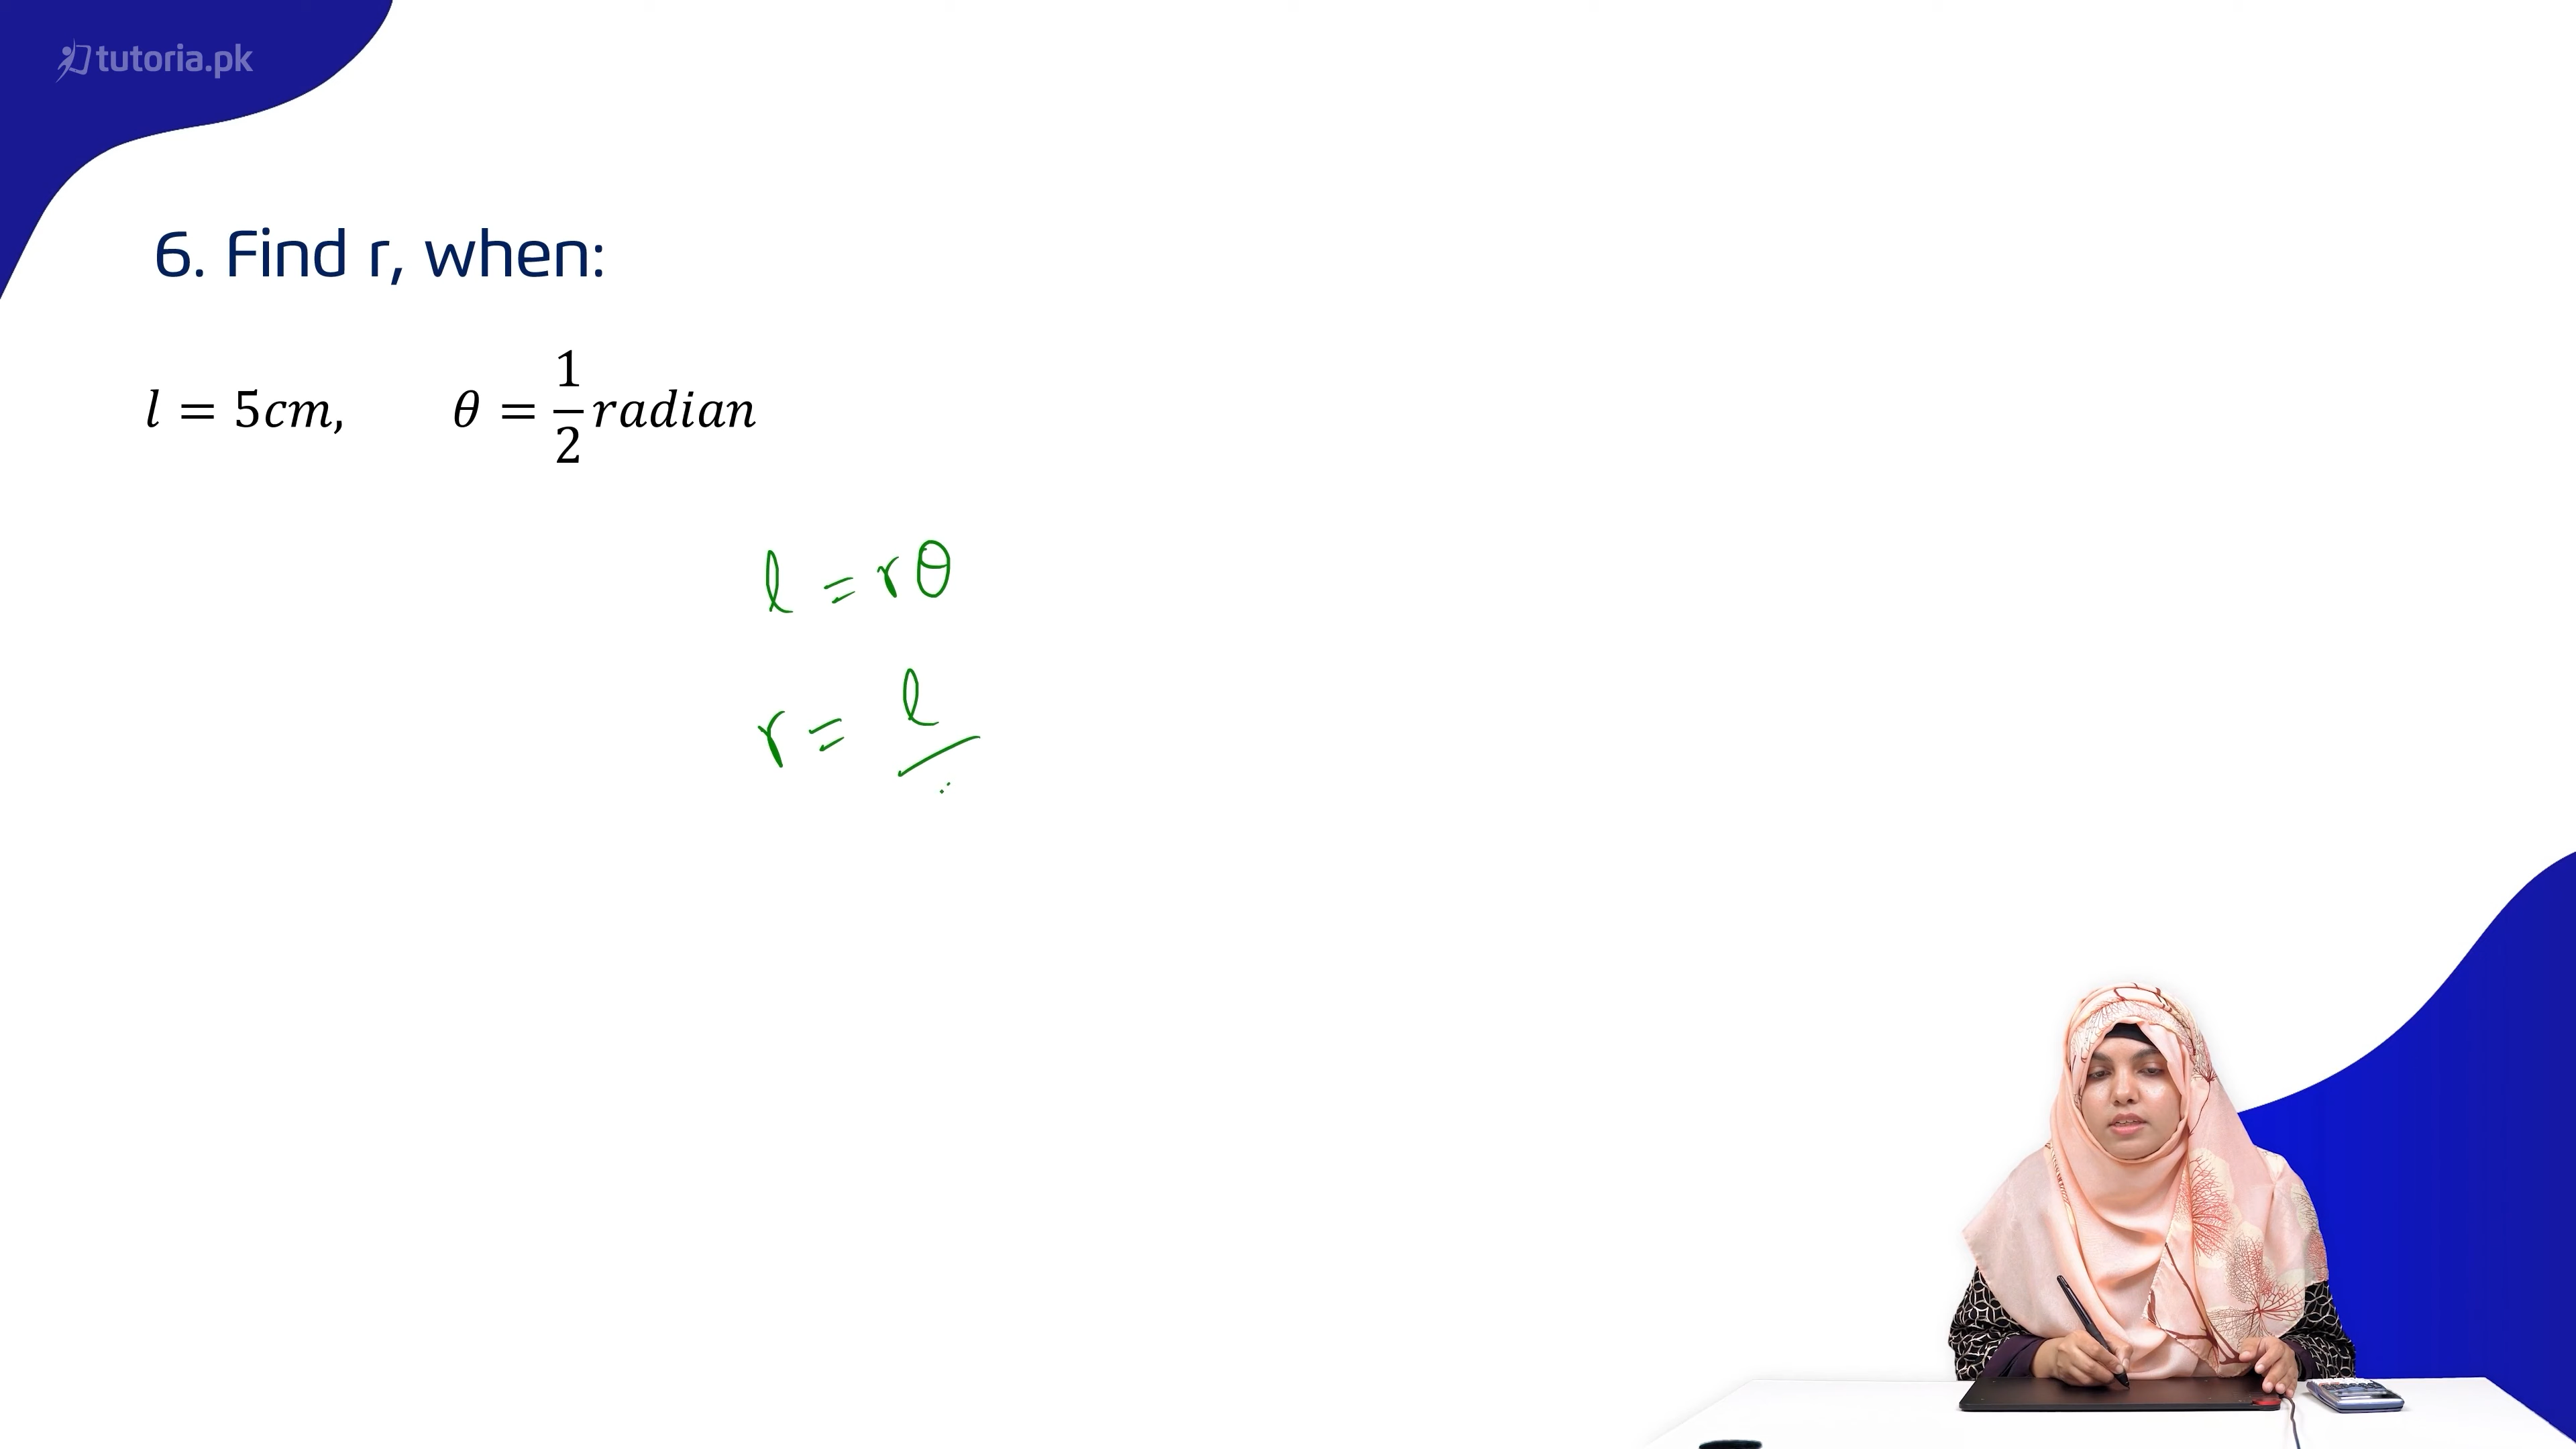 tutoria.pk
6. Find r, when:
l = 5cm, θ = 1/2 radian
l = rθ
r = l/